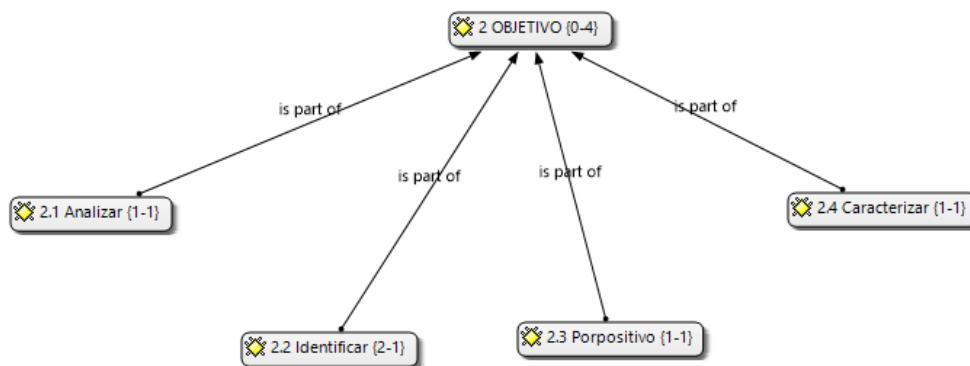 2 OBJETIVO {0-4}
is part of
is part of
is part of
is part of
2.1 Analizar {1-1}
2.4 Caracterizar {1-1}
2.2 Identificar {2-1}
2.3 Porpositivo {1-1}